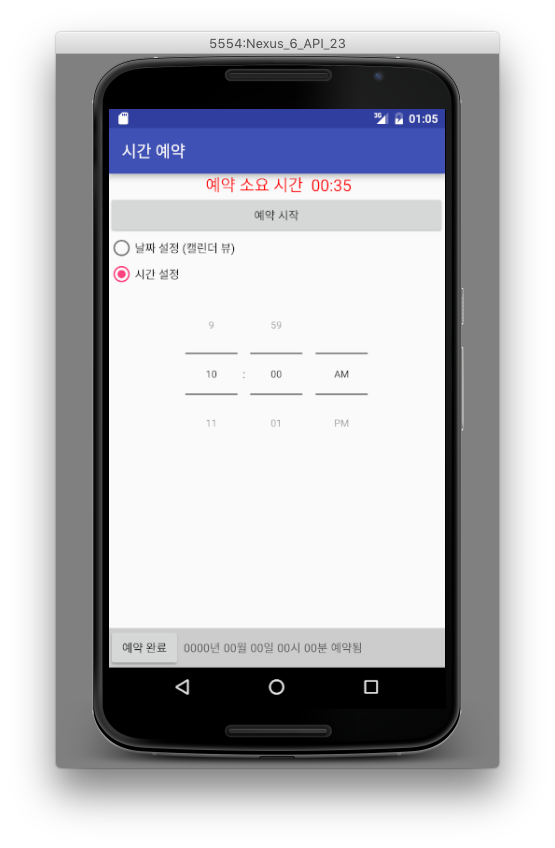 5554:Nexus_6_API_23
3G 01:05
시간 예약
예약 소요 시간 00:35
예약 시작
날짜 설정 (캘린더 뷰)
시간 설정
9 59
10 : 00 AM
11 01 PM
예약 완료 0000년 00월 00일 00시 00분 예약됨